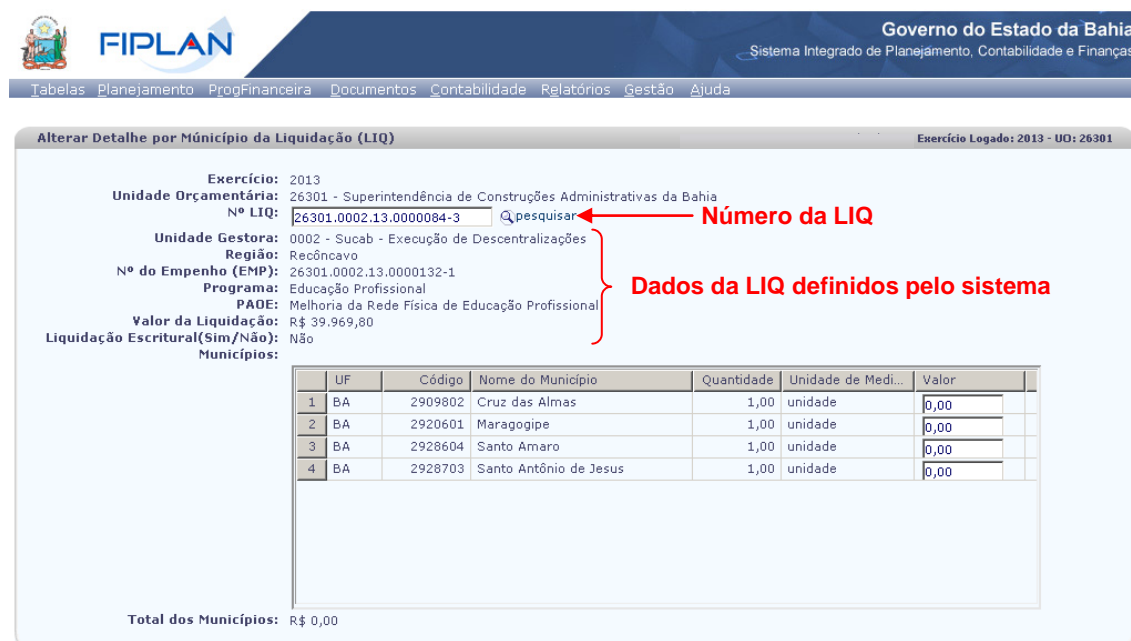 FIPLAN
Governo do Estado da Bahia
Sistema Integrado de Planejamento, Contabilidade e Finanças
Tabelas Planejamento ProgFinanceira Documentos Contabilidade Relatórios Gestão Ajuda
Alterar Detalhe por Múnicípio da Liquidação (LIQ) Exercício Logado: 2013 - UO: 26301
Exercício: 2013
Unidade Orçamentária: 26301 - Superintendência de Construções Administrativas da Bahia
Nº LIQ: 26301.0002.13.0000084-3 pesquisar Número da LIQ
Unidade Gestora: 0002 - Sucab - Execução de Descentralizações
Região: Recôncavo
Nº do Empenho (EMP): 26301.0002.13.0000132-1
Programa: Educação Profissional Dados da LIQ definidos pelo sistema
PAOE: Melhoria da Rede Física de Educação Profissional
Valor da Liquidação: R$ 39.969,80
Liquidação Escritural(Sim/Não): Não
Municípios:
UF Código Nome do Município Quantidade Unidade de Medi... Valor
1 BA 2909802 Cruz das Almas 1,00 unidade 0,00
2 BA 2920601 Maragogipe 1,00 unidade 0,00
3 BA 2928604 Santo Amaro 1,00 unidade 0,00
4 BA 2928703 Santo Antônio de Jesus 1,00 unidade 0,00
Total dos Municípios: R$ 0,00